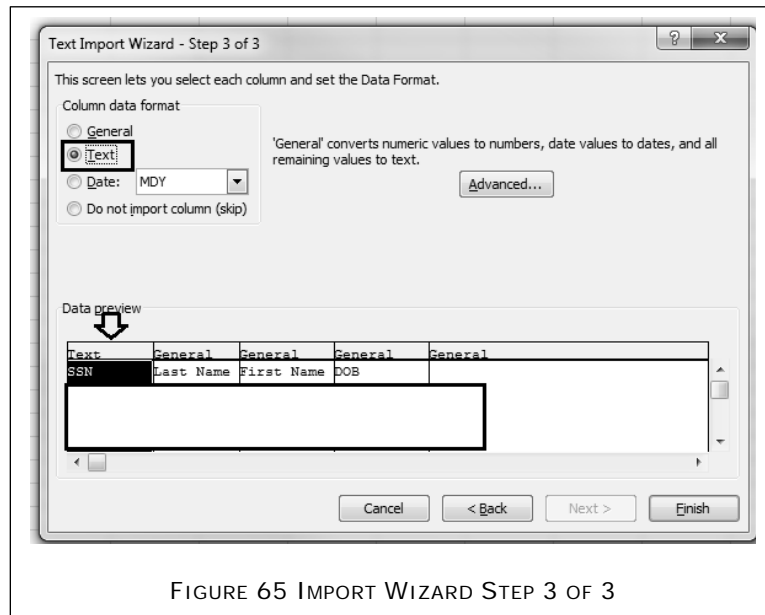 Text Import Wizard - Step 3 of 3
?
x
This screen lets you select each column and set the Data Format.
Column data format
General
Text
Date: MDY
Do not import column (skip)
'General' converts numeric values to numbers, date values to dates, and all
remaining values to text.
Advanced...
Data preview
Text General General General General
SSN Last Name First Name DOB
Cancel < Back Next > Finish
FIGURE 65 IMPORT WIZARD STEP 3 OF 3